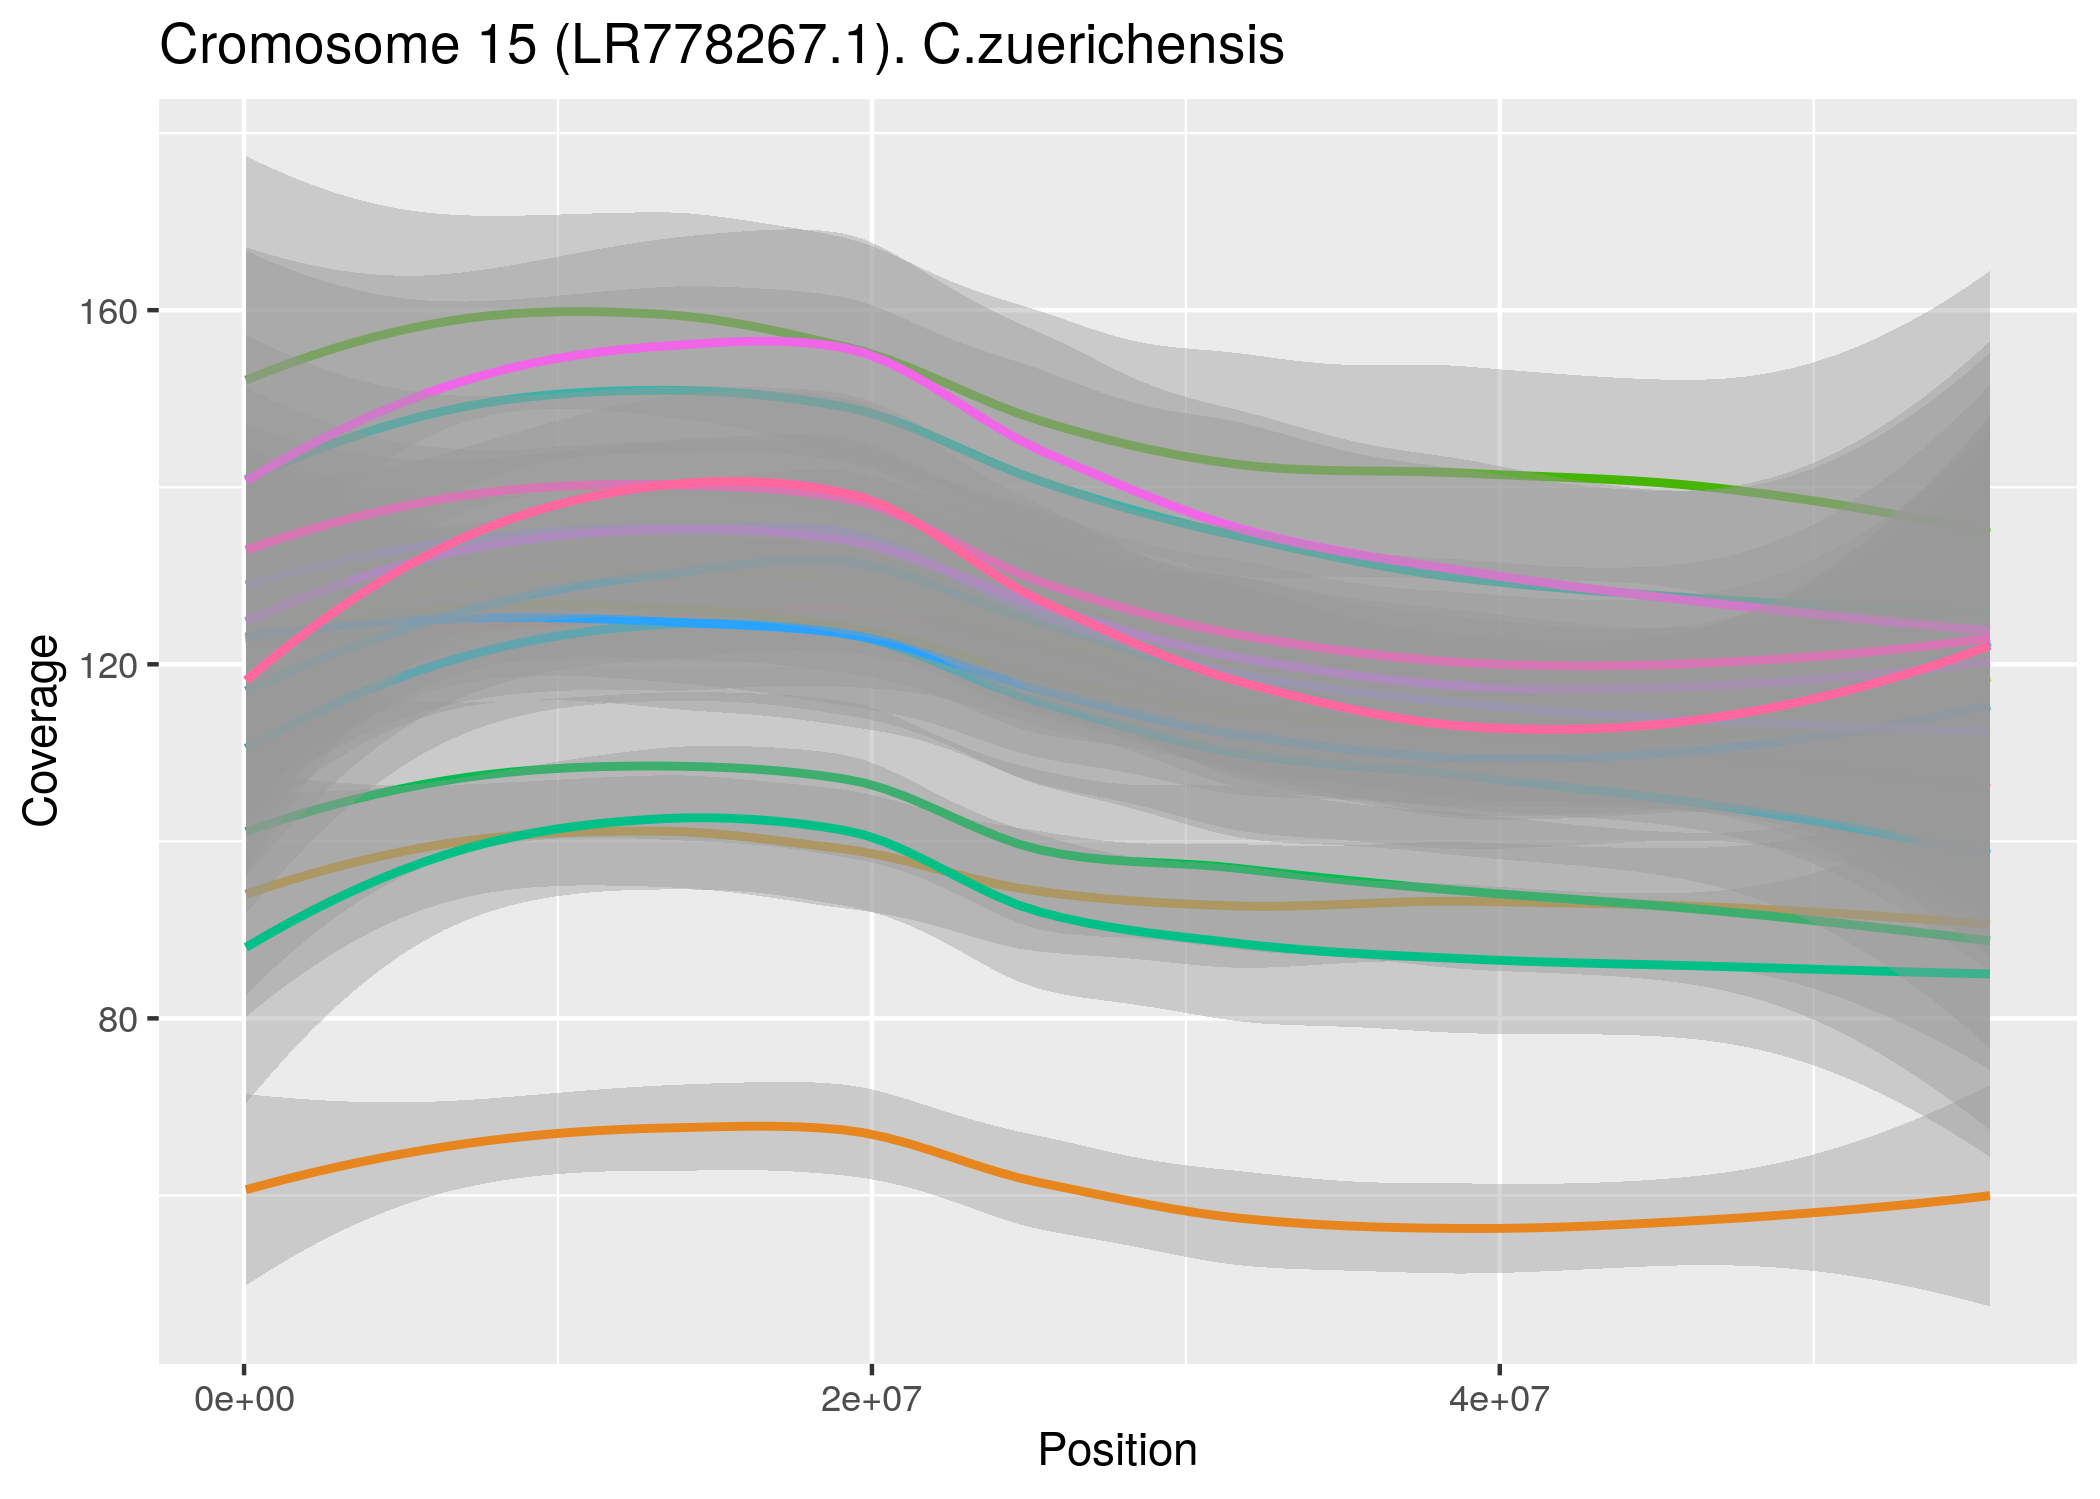 Cromosome 15 (LR778267.1). C.zuerichensis
160
120
80
Coverage
0e+00
2e+07
4e+07
Position